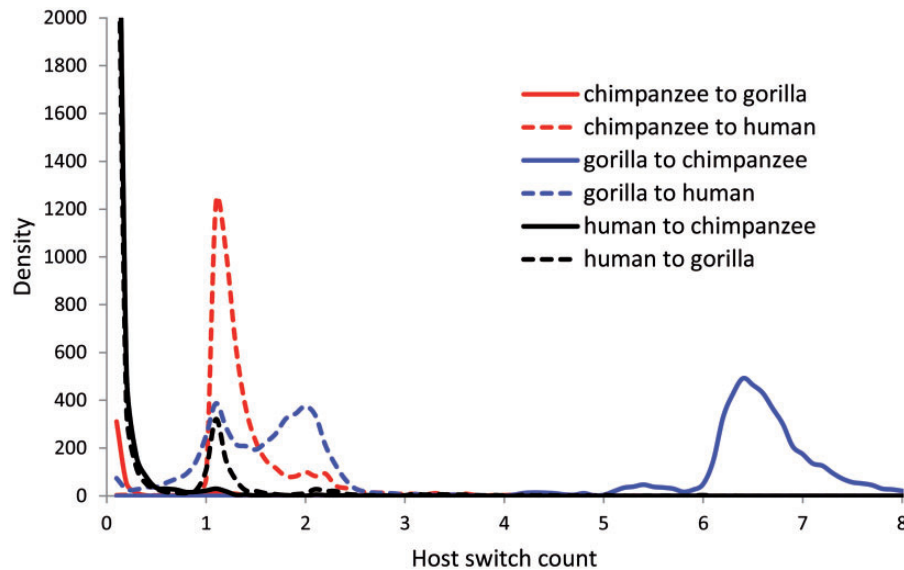 2000
1800
1600
1400
1200
1000
800
600
400
200
0
Density
chimpanzee to gorilla
chimpanzee to human
gorilla to chimpanzee
gorilla to human
human to chimpanzee
human to gorilla
0 1 2 3 4 5 6 7 8
Host switch count